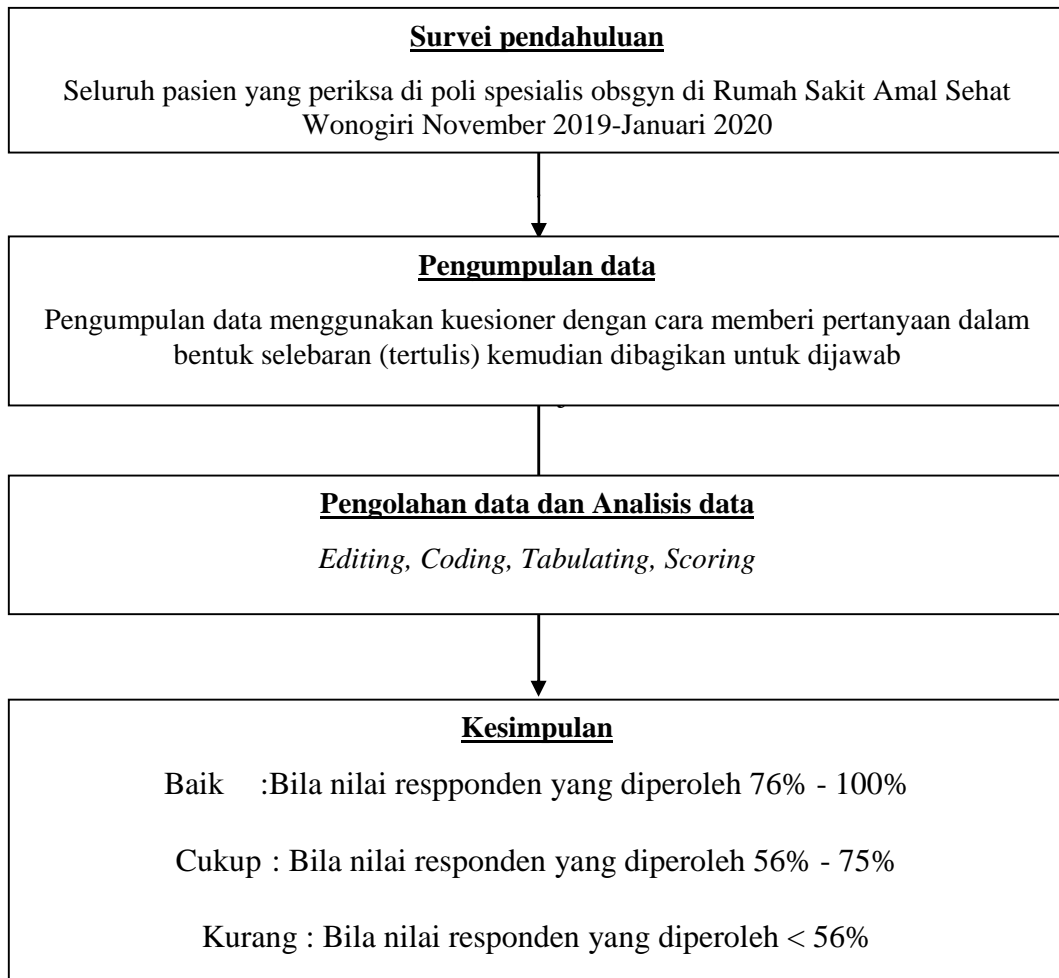 Survei pendahuluan
Seluruh pasien yang periksa di poli spesialis obsgyn di Rumah Sakit Amal Sehat
Wonogiri November 2019-Januari 2020
Pengumpulan data
Pengumpulan data menggunakan kuesioner dengan cara memberi pertanyaan dalam
bentuk selebaran (tertulis) kemudian dibagikan untuk dijawab
Pengolahan data dan Analisis data
Editing, Coding, Tabulating, Scoring
Kesimpulan
Baik :Bila nilai respponden yang diperoleh 76% - 100%
Cukup : Bila nilai responden yang diperoleh 56% - 75%
Kurang : Bila nilai responden yang diperoleh < 56%